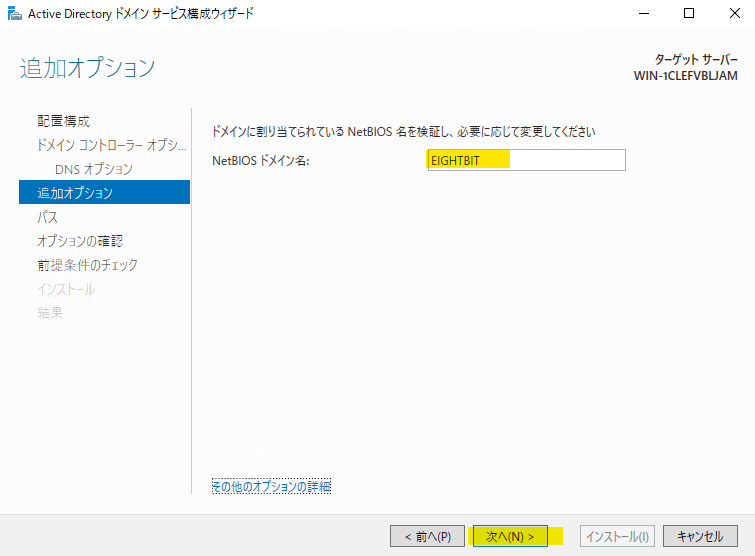 Active Directory ドメイン サービス構成ウィザード
追加オプション
ターゲット サーバー
WIN-1CLEFVBLJAM
配置構成
ドメイン コントローラー オプシ...
DNS オプション
追加オプション
パス
オプションの確認
前提条件のチェック
インストール
結果
ドメインに割り当てられている NetBIOS 名を検証し、必要に応じて変更してください
NetBIOS ドメイン名:
EIGHTBIT
その他のオプションの詳細
< 前へ(P)
次へ(N) >
インストール(I)
キャンセル